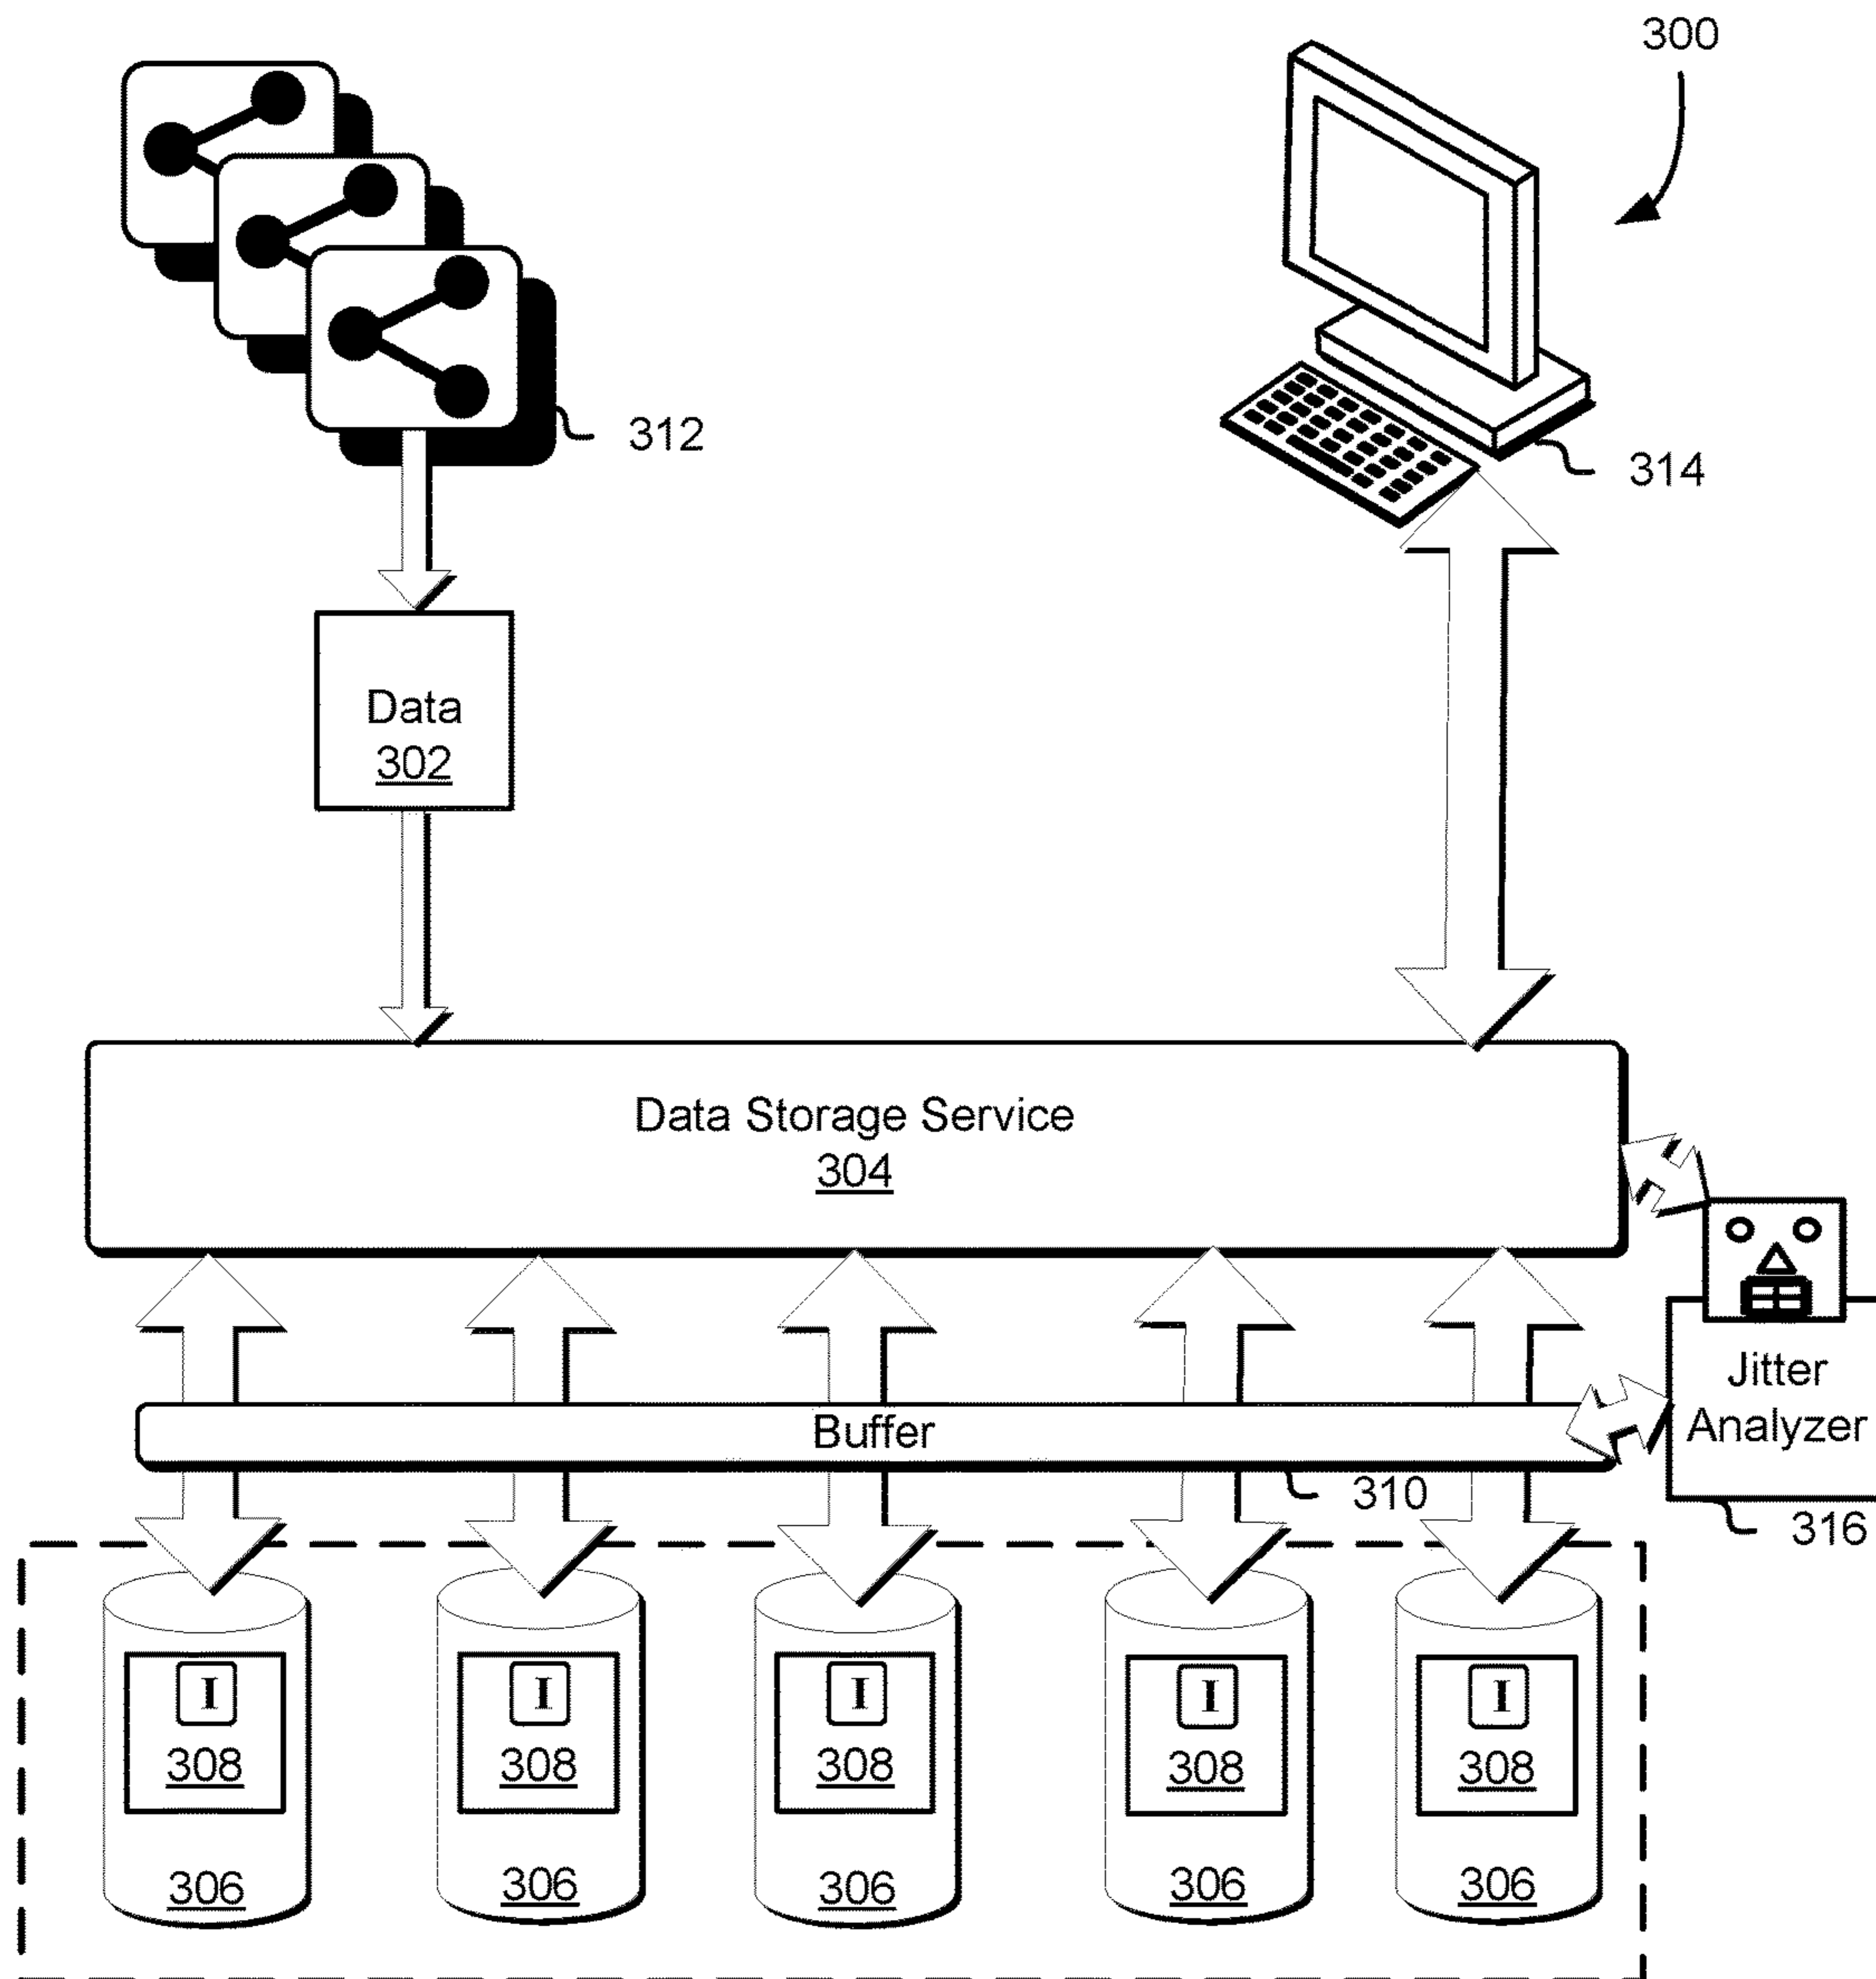 300
312
314
Data
302
Data Storage Service
304
Jitter
Analyzer
Buffer
310
316
I
I
I
I
I
308
308
308
308
308
306
306
306
306
306